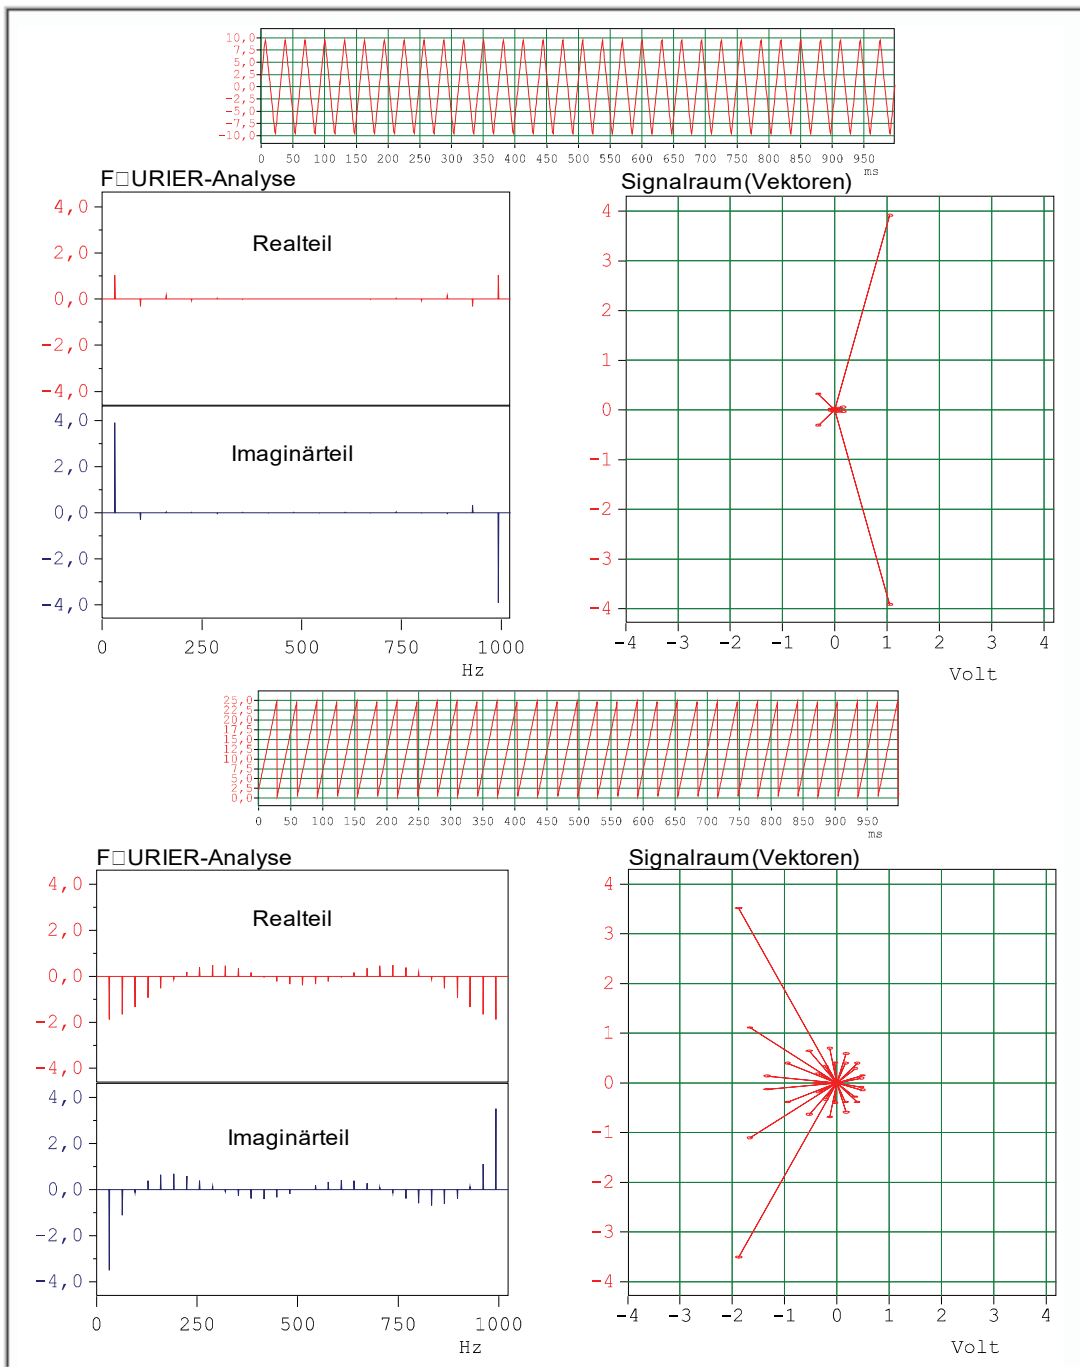 10,0
7,5
5,0
2,5
0,0
−2,5
−5,0
−7,5
−10,0
0 50 100 150 200 250 300 350 400 450 500 550 600 650 700 750 800 850 900 950
ms
F□URIER-Analyse
4,0
2,0
0,0
−2,0
−4,0
Realteil
4,0
2,0
0,0
−2,0
−4,0
Imaginärteil
0 250 500 750 1000
Hz
Signalraum(Vektoren)
4
3
2
1
0
−1
−2
−3
−4
−4 −3 −2 −1 0 1 2 3 4
Volt
25,0
22,5
20,0
17,5
15,0
12,5
10,0
7,5
5,0
2,5
0,0
0 50 100 150 200 250 300 350 400 450 500 550 600 650 700 750 800 850 900 950
ms
F□URIER-Analyse
4,0
2,0
0,0
−2,0
−4,0
Realteil
4,0
2,0
0,0
−2,0
−4,0
Imaginärteil
0 250 500 750 1000
Hz
Signalraum(Vektoren)
4
3
2
1
0
−1
−2
−3
−4
−4 −3 −2 −1 0 1 2 3 4
Volt